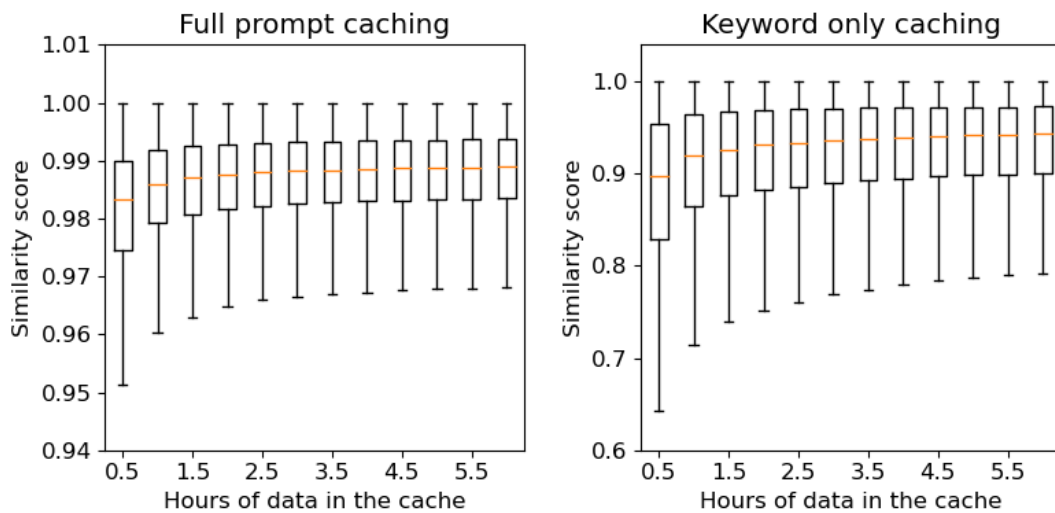 Full prompt caching
Similarity score
1.01
1.00
0.99
0.98
0.97
0.96
0.95
0.94
0.5 1.5 2.5 3.5 4.5 5.5
Hours of data in the cache
Keyword only caching
Similarity score
1.0
0.9
0.8
0.7
0.6
0.5 1.5 2.5 3.5 4.5 5.5
Hours of data in the cache